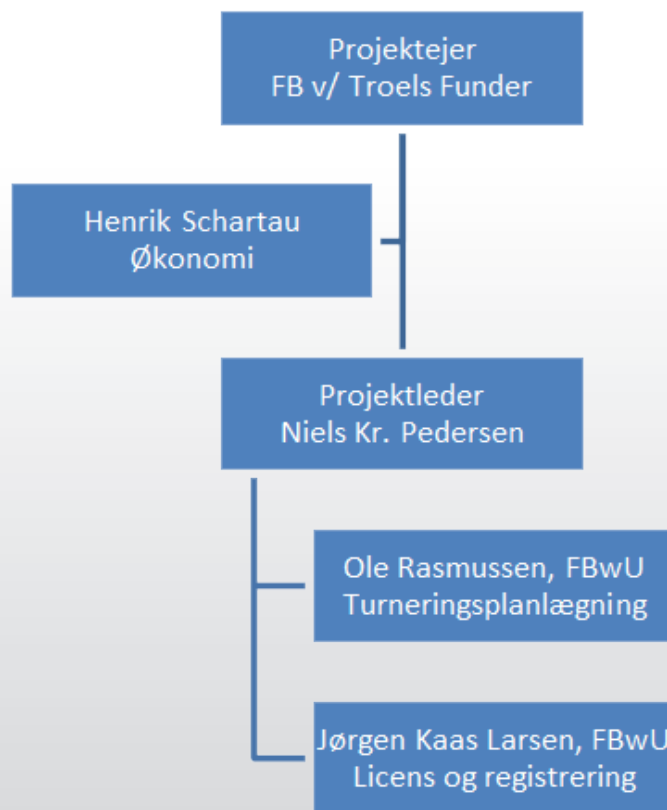 Projektejer
FB v/ Troels Funder
Henrik Schartau
Økonomi
Projektleder
Niels Kr. Pedersen
Ole Rasmussen, FBwU
Turneringsplanlægning
Jørgen Kaas Larsen, FBwU
Licens og registrering